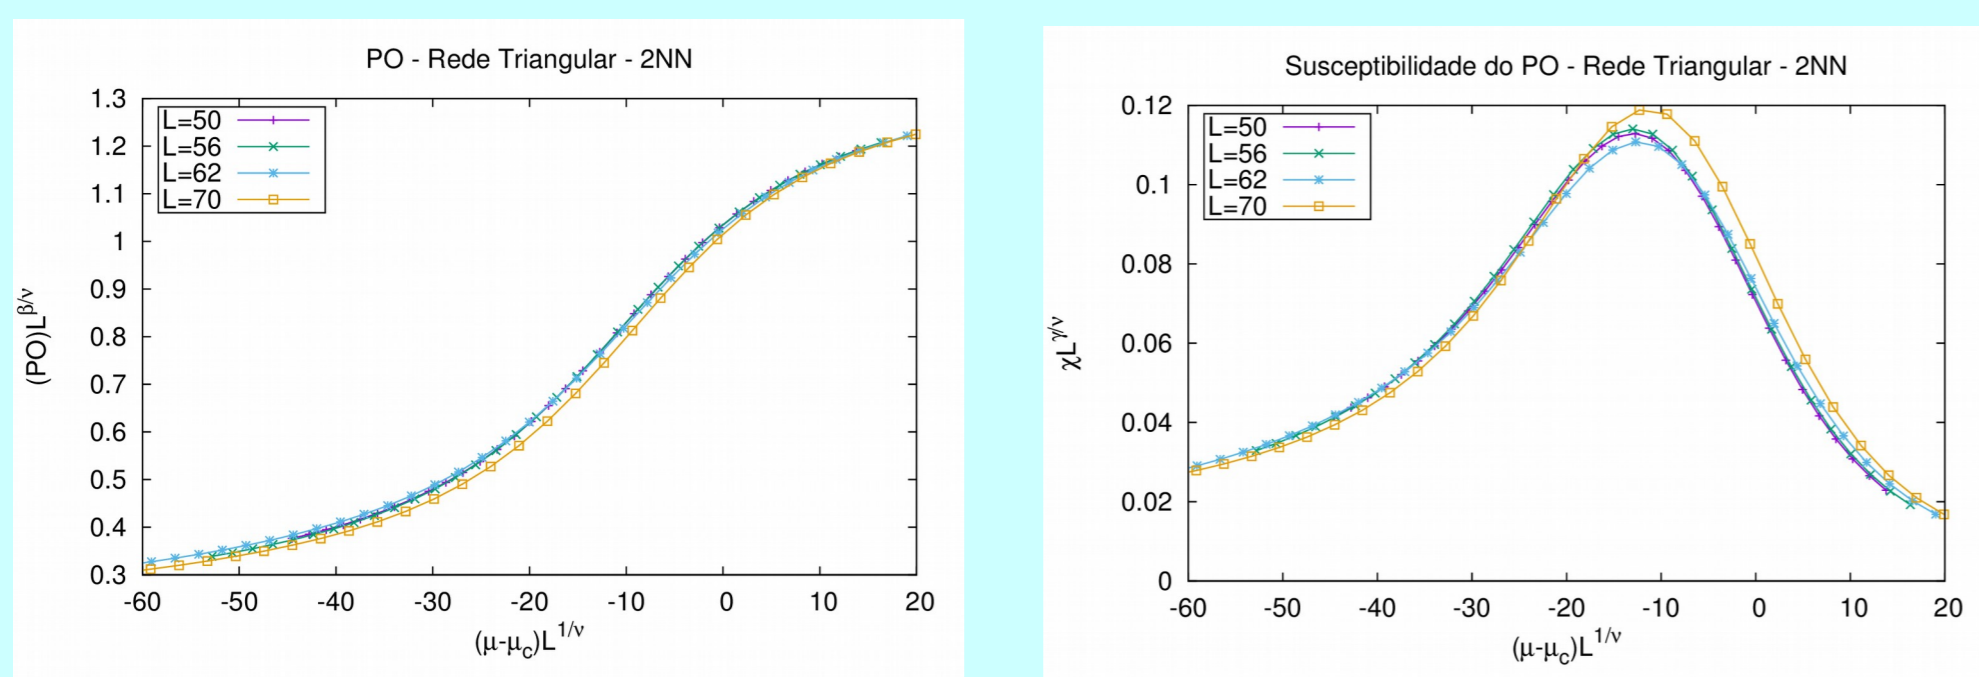 PO - Rede Triangular - 2NN
(PO)L^β/ν
1.3
1.2
1.1
1
0.9
0.8
0.7
0.6
0.5
0.4
0.3
L=50
L=56
L=62
L=70
-60 -50 -40 -30 -20 -10 0 10 20
(μ-μ_c)L^1/ν
Susceptibilidade do PO - Rede Triangular - 2NN
χL^γ/ν
0.12
0.1
0.08
0.06
0.04
0.02
0
L=50
L=56
L=62
L=70
-60 -50 -40 -30 -20 -10 0 10 20
(μ-μ_c)L^1/ν